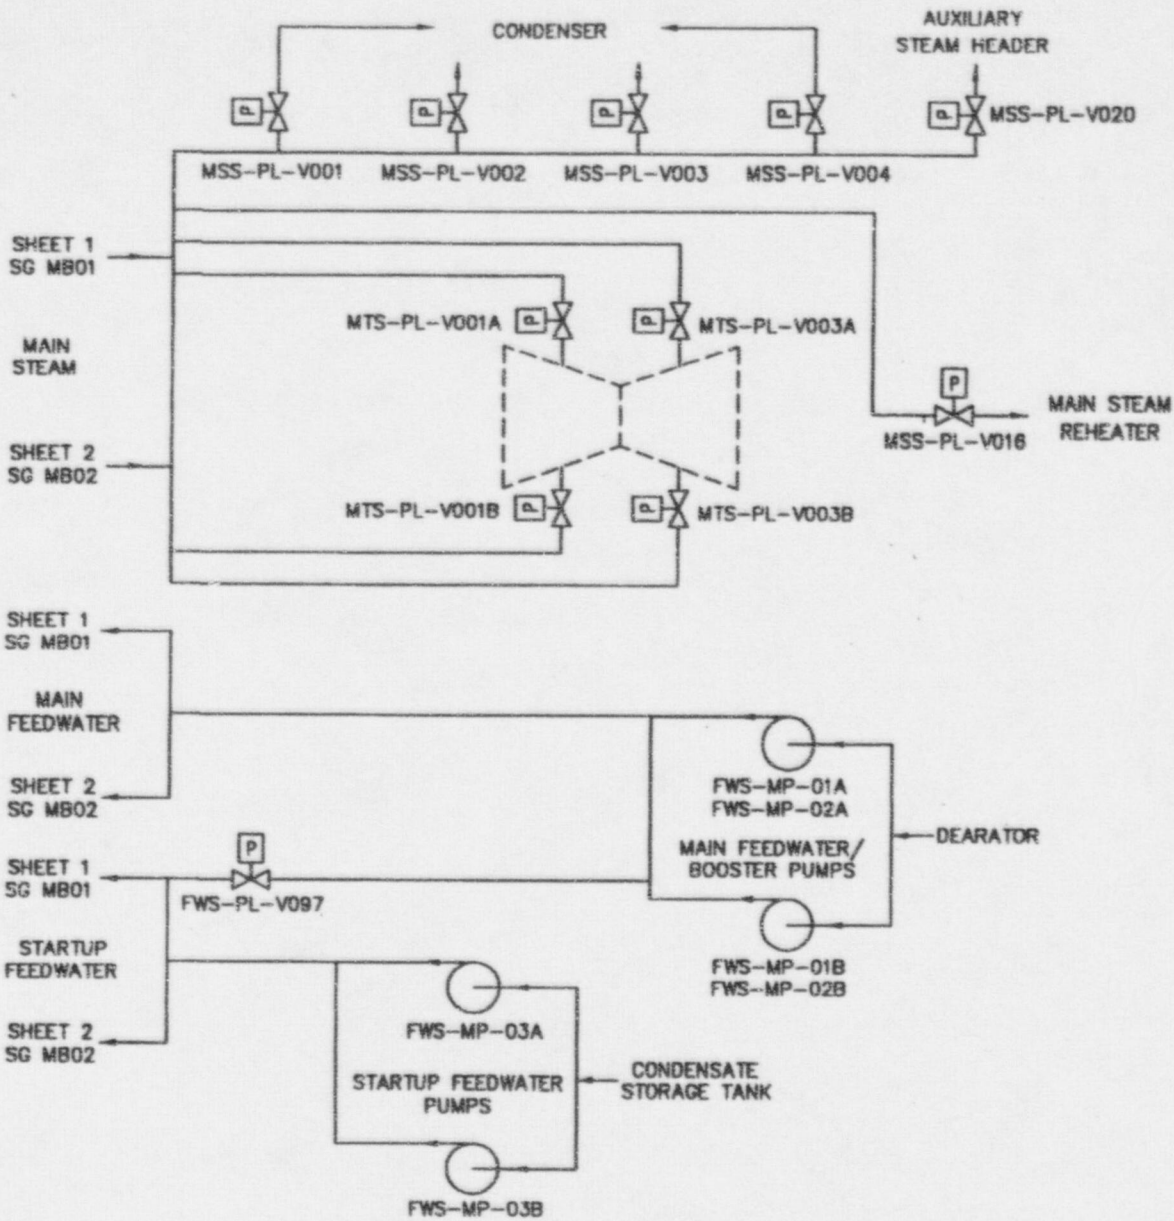 CONDENSER
AUXILIARY
STEAM HEADER
P
P
P
P
P
MSS-PL-V020
MSS-PL-V001
MSS-PL-V002
MSS-PL-V003
MSS-PL-V004
SHEET 1
SG MB01
MTS-PL-V001A
P
P
MTS-PL-V003A
MAIN
STEAM
P
MAIN STEAM
REHEATER
MSS-PL-V016
SHEET 2
SG MB02
MTS-PL-V001B
P
P
MTS-PL-V003B
SHEET 1
SG MB01
MAIN
FEEDWATER
SHEET 2
SG MB02
FWS-MP-01A
FWS-MP-02A
DEARATOR
MAIN FEEDWATER/
BOOSTER PUMPS
P
SHEET 1
SG MB01
FWS-PL-V097
STARTUP
FEEDWATER
FWS-MP-01B
FWS-MP-02B
SHEET 2
SG MB02
FWS-MP-03A
CONDENSATE
STORAGE TANK
STARTUP FEEDWATER
PUMPS
FWS-MP-03B